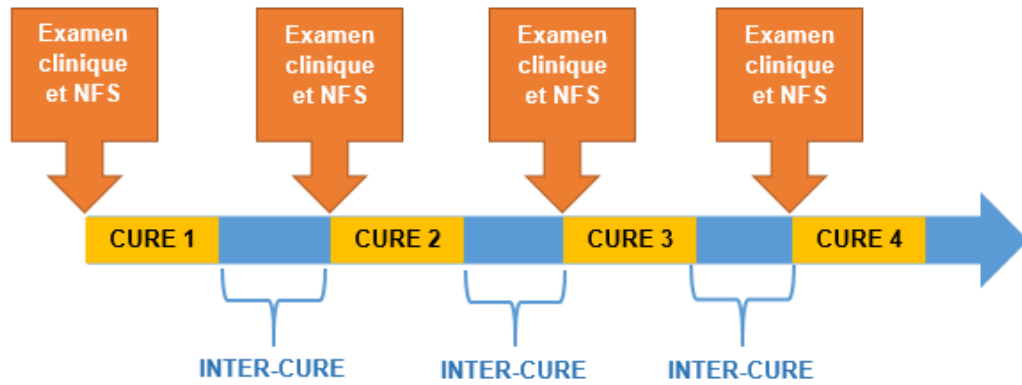 Examen
clinique
et NFS
Examen
clinique
et NFS
Examen
clinique
et NFS
Examen
clinique
et NFS
CURE 1
CURE 2
CURE 3
CURE 4
INTER-CURE
INTER-CURE
INTER-CURE